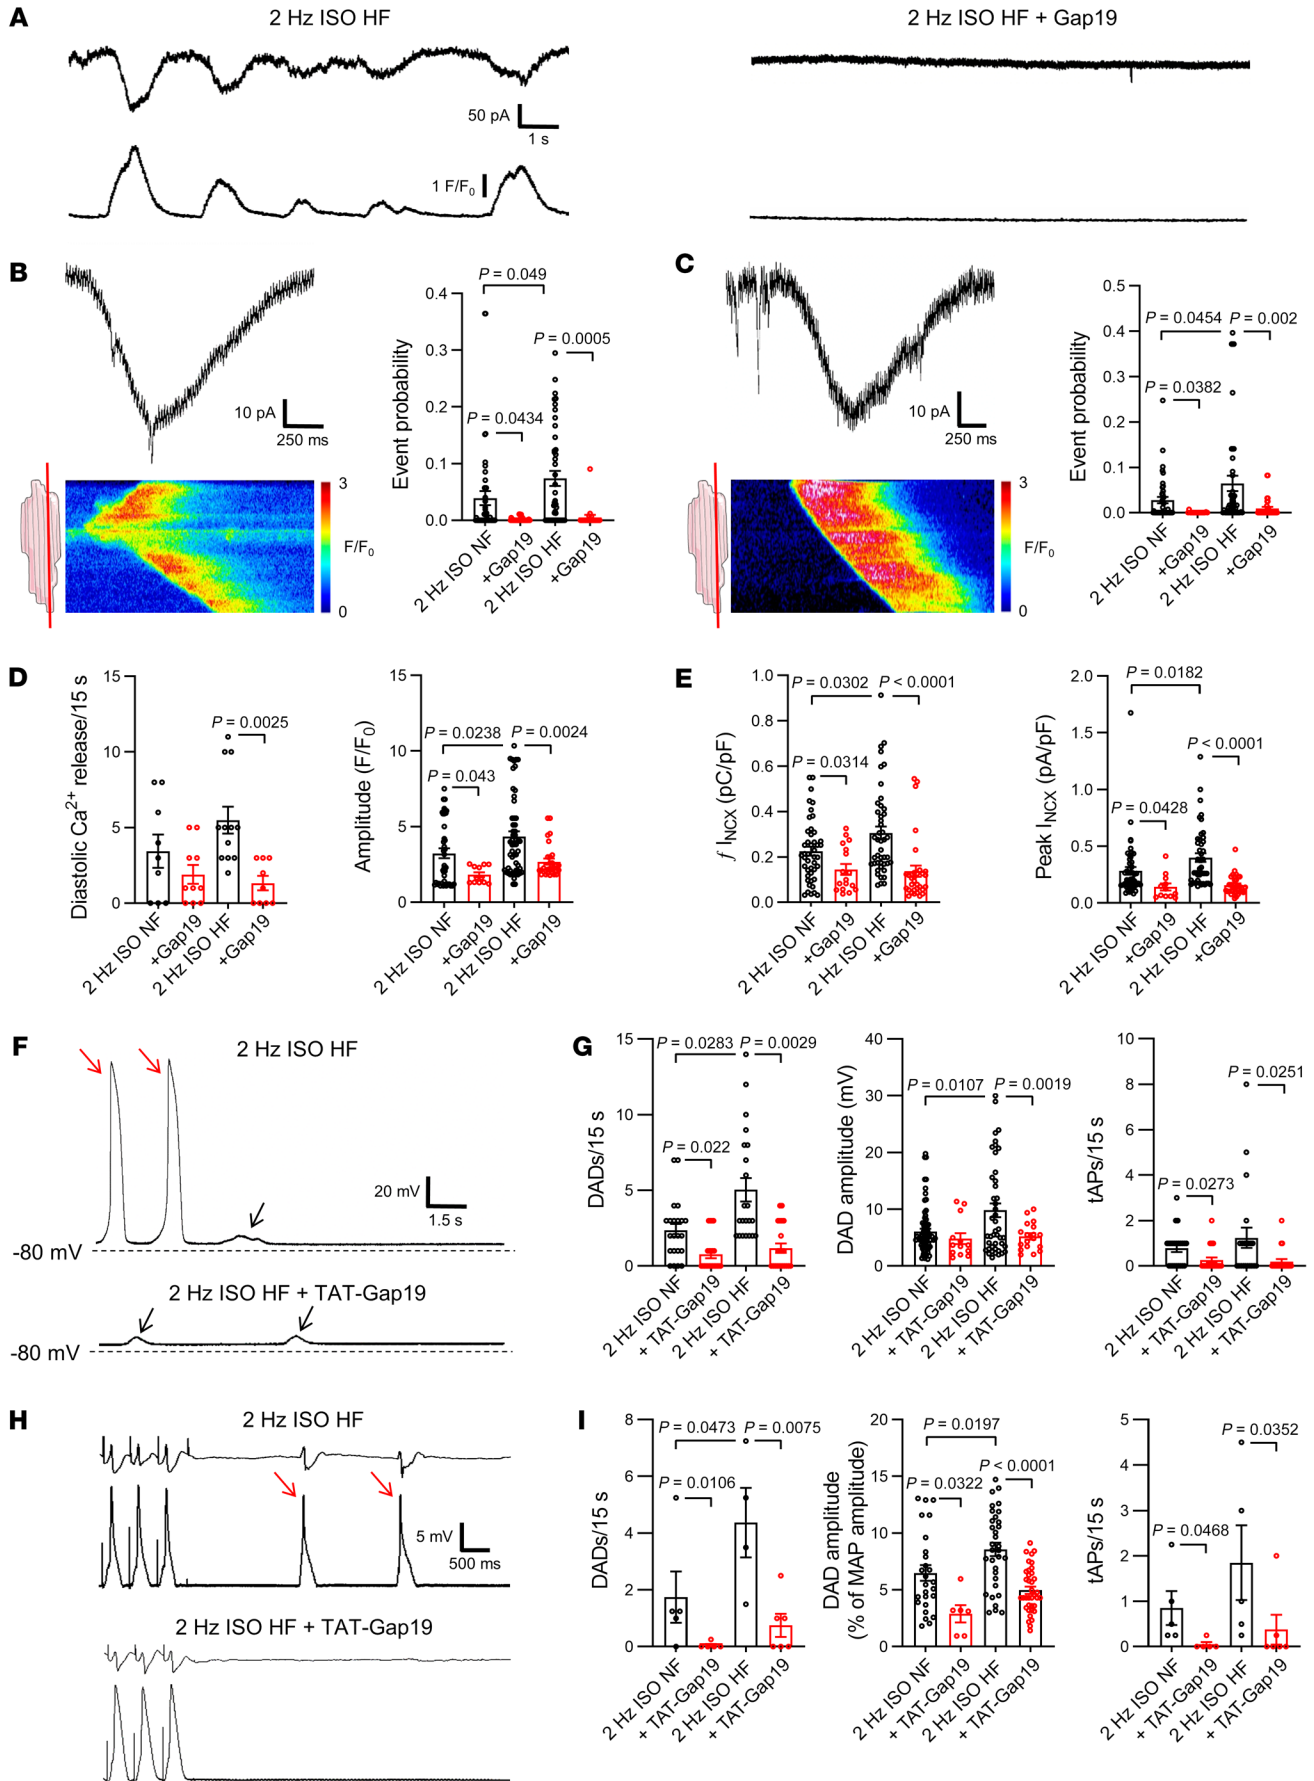 A
2 Hz ISO HF
2 Hz ISO HF + Gap19
50 pA
1 s
1 F/F0
B
10 pA
250 ms
3
F/F0
0
Event probability
0.4
0.3
0.2
0.1
0.0
P = 0.049
P = 0.0005
P = 0.0434
2 Hz ISO NF
+Gap19
2 Hz ISO HF
+Gap19
C
10 pA
250 ms
3
F/F0
0
Event probability
0.5
0.4
0.3
0.2
0.1
0.0
P = 0.0454
P = 0.002
P = 0.0382
2 Hz ISO NF
+Gap19
2 Hz ISO HF
+Gap19
D
Diastolic Ca2+ release/15 s
15
10
5
0
P = 0.0025
2 Hz ISO NF
+Gap19
2 Hz ISO HF
+Gap19
Amplitude (F/F0)
15
10
5
0
P = 0.0238
P = 0.0024
P = 0.043
2 Hz ISO NF
+Gap19
2 Hz ISO HF
+Gap19
E
ƒ INCX (pC/pF)
1.0
0.8
0.6
0.4
0.2
0.0
P = 0.0302
P < 0.0001
P = 0.0314
2 Hz ISO NF
+Gap19
2 Hz ISO HF
+Gap19
Peak INCX (pA/pF)
2.0
1.5
1.0
0.5
0.0
P = 0.0182
P < 0.0001
P = 0.0428
2 Hz ISO NF
+Gap19
2 Hz ISO HF
+Gap19
F
2 Hz ISO HF
20 mV
1.5 s
-80 mV
2 Hz ISO HF + TAT-Gap19
-80 mV
G
DADs/15 s
15
10
5
0
P = 0.0283
P = 0.0029
P = 0.022
2 Hz ISO NF
+ TAT-Gap19
2 Hz ISO HF
+ TAT-Gap19
DAD amplitude (mV)
40
30
20
10
0
P = 0.0107
P = 0.0019
2 Hz ISO NF
+ TAT-Gap19
2 Hz ISO HF
+ TAT-Gap19
tAPs/15 s
10
8
6
4
2
0
P = 0.0251
P = 0.0273
2 Hz ISO NF
+ TAT-Gap19
2 Hz ISO HF
+ TAT-Gap19
H
2 Hz ISO HF
5 mV
500 ms
2 Hz ISO HF + TAT-Gap19
I
DADs/15 s
8
6
4
2
0
P = 0.0473
P = 0.0075
P = 0.0106
2 Hz ISO NF
+ TAT-Gap19
2 Hz ISO HF
+ TAT-Gap19
DAD amplitude
(% of MAP amplitude)
20
15
10
5
0
P = 0.0197
P < 0.0001
P = 0.0322
2 Hz ISO NF
+ TAT-Gap19
2 Hz ISO HF
+ TAT-Gap19
tAPs/15 s
5
4
3
2
1
0
P = 0.0352
P = 0.0468
2 Hz ISO NF
+ TAT-Gap19
2 Hz ISO HF
+ TAT-Gap19